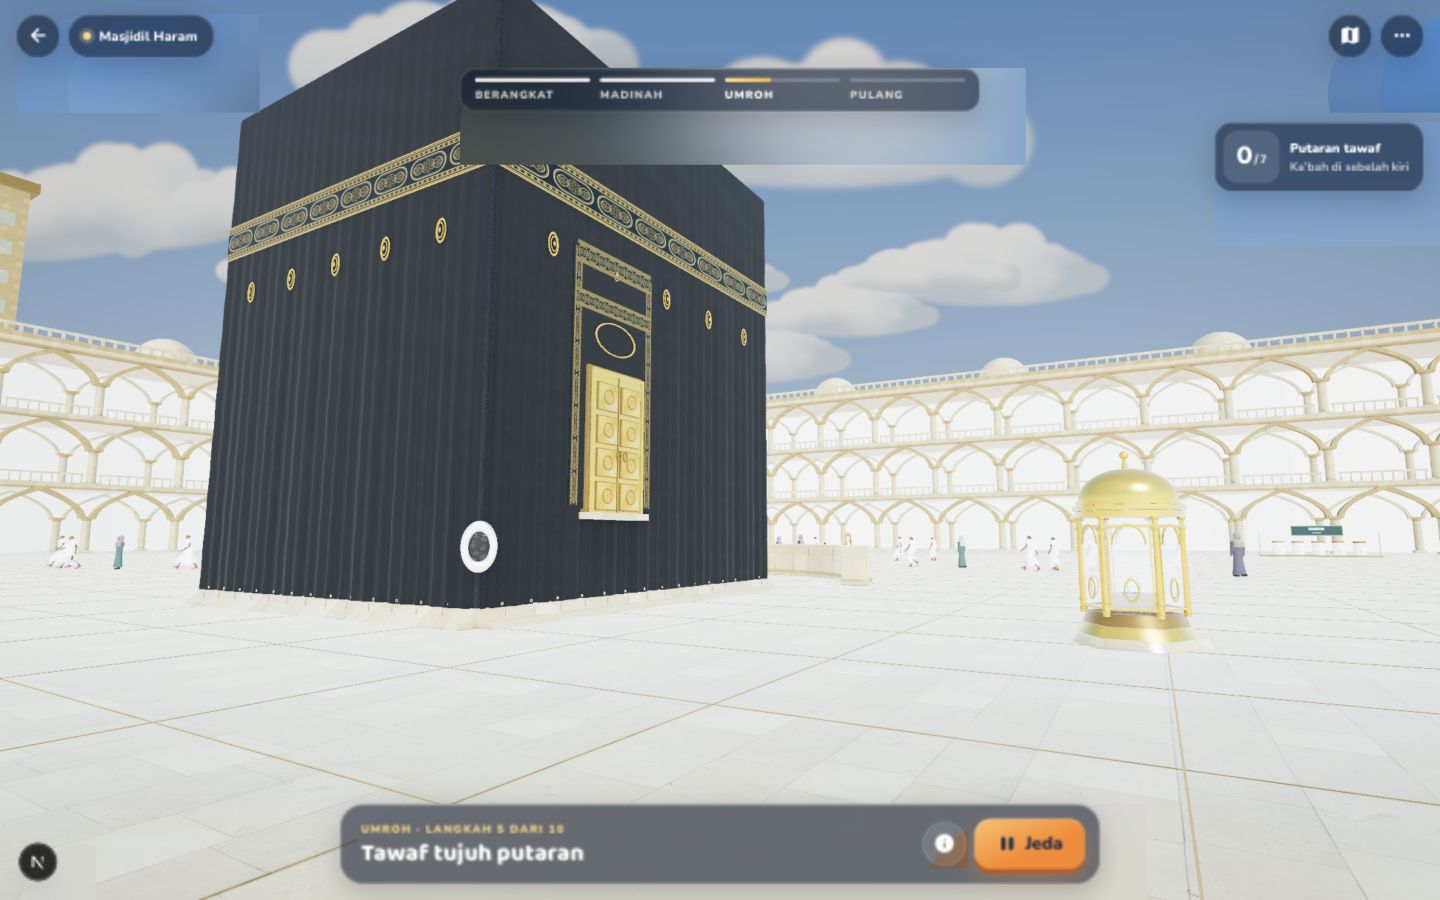 Masjidil Haram
BERANGKAT
MADINAH
UMROH
PULANG
0/7
Putaran tawaf
Ka'bah di sebelah kiri
UMROH · LANGKAH 5 DARI 10
Tawaf tujuh putaran
Jeda
N